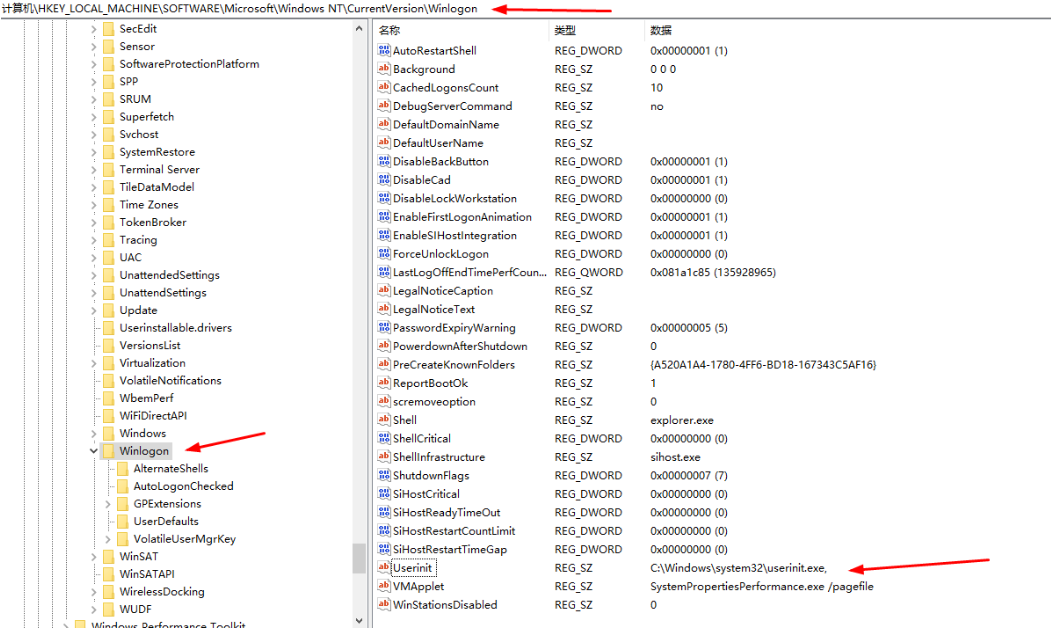 计算机\HKEY_LOCAL_MACHINE\SOFTWARE\Microsoft\Windows NT\CurrentVersion\Winlogon
SecEdit
Sensor
SoftwareProtectionPlatform
SPP
SRUM
Superfetch
Svchost
SystemRestore
Terminal Server
TileDataModel
Time Zones
TokenBroker
Tracing
UAC
UnattendedSettings
UnattendSettings
Update
Userinstallable.drivers
VersionsList
Virtualization
VolatileNotifications
WbemPerf
WiFiDirectAPI
Windows
Winlogon
AlternateShells
AutoLogonChecked
GPExtensions
UserDefaults
VolatileUserMgrKey
WinSAT
WinSATAPI
WirelessDocking
WUDF
Windows Performance Toolkit
名称 类型 数据
AutoRestartShell REG_DWORD 0x00000001 (1)
Background REG_SZ 0 0 0
CachedLogonsCount REG_SZ 10
DebugServerCommand REG_SZ no
DefaultDomainName REG_SZ
DefaultUserName REG_SZ
DisableBackButton REG_DWORD 0x00000001 (1)
DisableCad REG_DWORD 0x00000001 (1)
DisableLockWorkstation REG_DWORD 0x00000000 (0)
EnableFirstLogonAnimation REG_DWORD 0x00000001 (1)
EnableSIHostIntegration REG_DWORD 0x00000001 (1)
ForceUnlockLogon REG_DWORD 0x00000000 (0)
LastLogOffEndTimePerfCoun... REG_QWORD 0x081a1c85 (135928965)
LegalNoticeCaption REG_SZ
LegalNoticeText REG_SZ
PasswordExpiryWarning REG_DWORD 0x00000005 (5)
PowerdownAfterShutdown REG_SZ 0
PreCreateKnownFolders REG_SZ {A520A1A4-1780-4FF6-BD18-167343C5AF16}
ReportBootOk REG_SZ 1
scremoveoption REG_SZ 0
Shell REG_SZ explorer.exe
ShellCritical REG_DWORD 0x00000000 (0)
ShellInfrastructure REG_SZ sihost.exe
ShutdownFlags REG_DWORD 0x00000007 (7)
SiHostCritical REG_DWORD 0x00000000 (0)
SiHostReadyTimeOut REG_DWORD 0x00000000 (0)
SiHostRestartCountLimit REG_DWORD 0x00000000 (0)
SiHostRestartTimeGap REG_DWORD 0x00000000 (0)
Userinit REG_SZ C:\Windows\system32\userinit.exe,
VMApplet REG_SZ SystemPropertiesPerformance.exe /pagefile
WinStationsDisabled REG_SZ 0